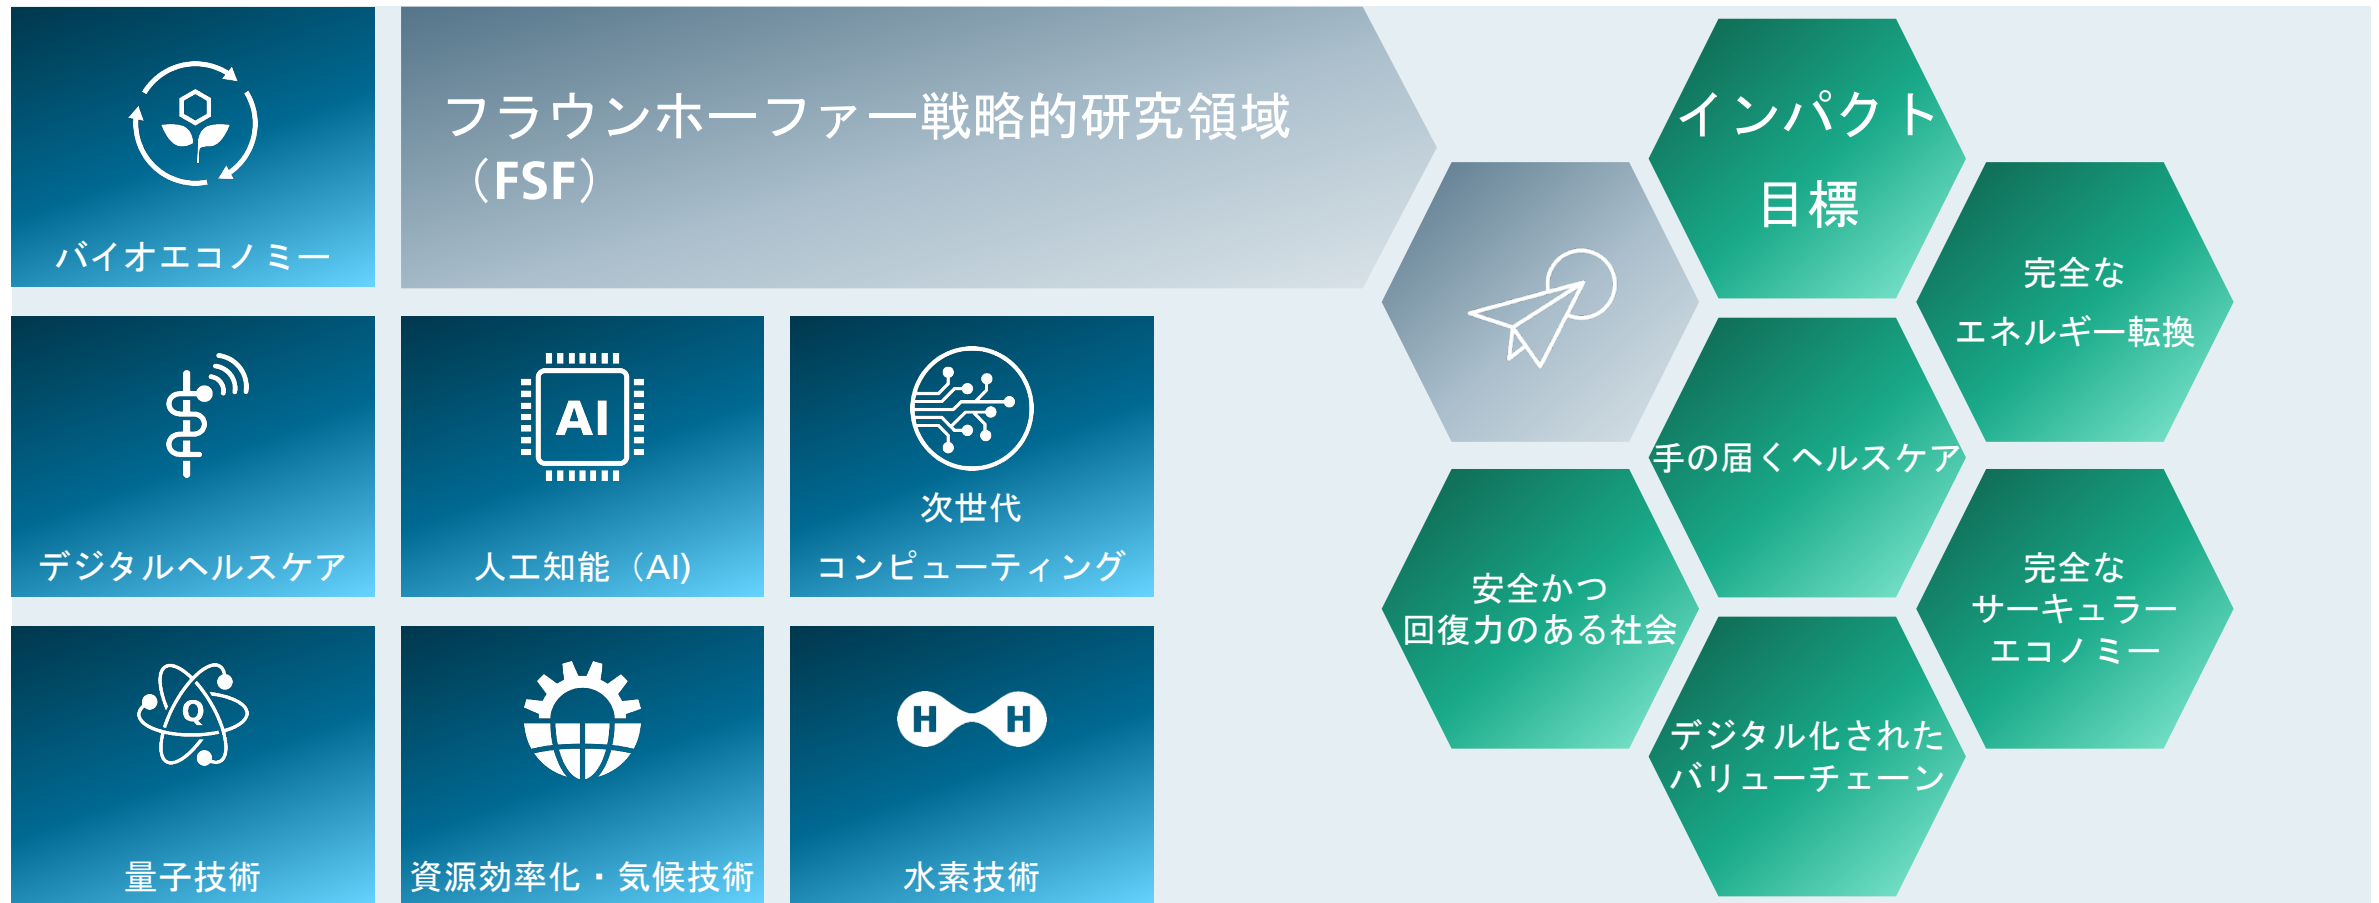 バイオエコノミー
フラウンホーファー戦略的研究領域
（FSF）
デジタルヘルスケア
AI
人工知能（AI)
次世代
コンピューティング
Q
量子技術
資源効率化・気候技術
H H
水素技術
インパクト
目標
完全な
エネルギー転換
手の届くヘルスケア
安全かつ
回復力のある社会
完全な
サーキュラー
エコノミー
デジタル化された
バリューチェーン